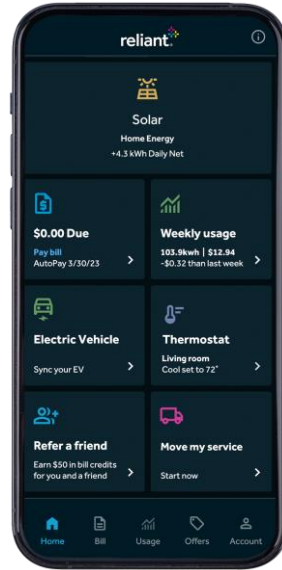 reliant
Solar
Home Energy
+4.3 kWh Daily Net
$0.00 Due
Pay bill
AutoPay 3/30/23
Weekly usage
103.9kwh | $12.94
-$0.32 than last week
Electric Vehicle
Sync your EV
Thermostat
Living room
Cool set to 72°
Refer a friend
Earn $50 in bill credits
for you and a friend
Move my service
Start now
Home Bill Usage Offers Account